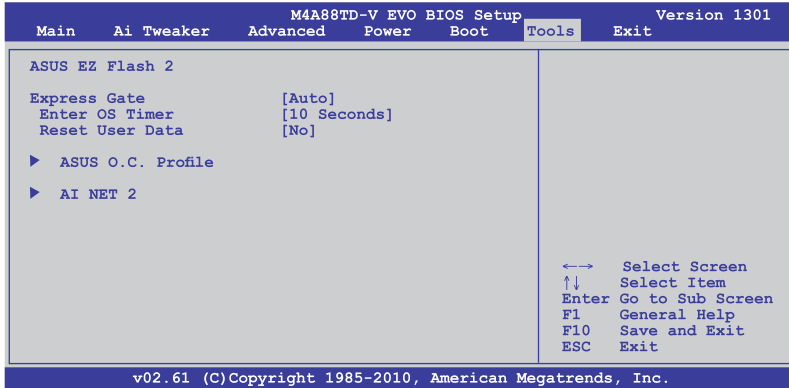 M4A88TD-V EVO BIOS Setup Version 1301
Main Ai Tweaker Advanced Power Boot Tools Exit
ASUS EZ Flash 2
Express Gate [Auto]
Enter OS Timer [10 Seconds]
Reset User Data [No]
ASUS O.C. Profile
AI NET 2
←→ Select Screen
↑↓ Select Item
Enter Go to Sub Screen
F1 General Help
F10 Save and Exit
ESC Exit
v02.61 (C)Copyright 1985-2010, American Megatrends, Inc.